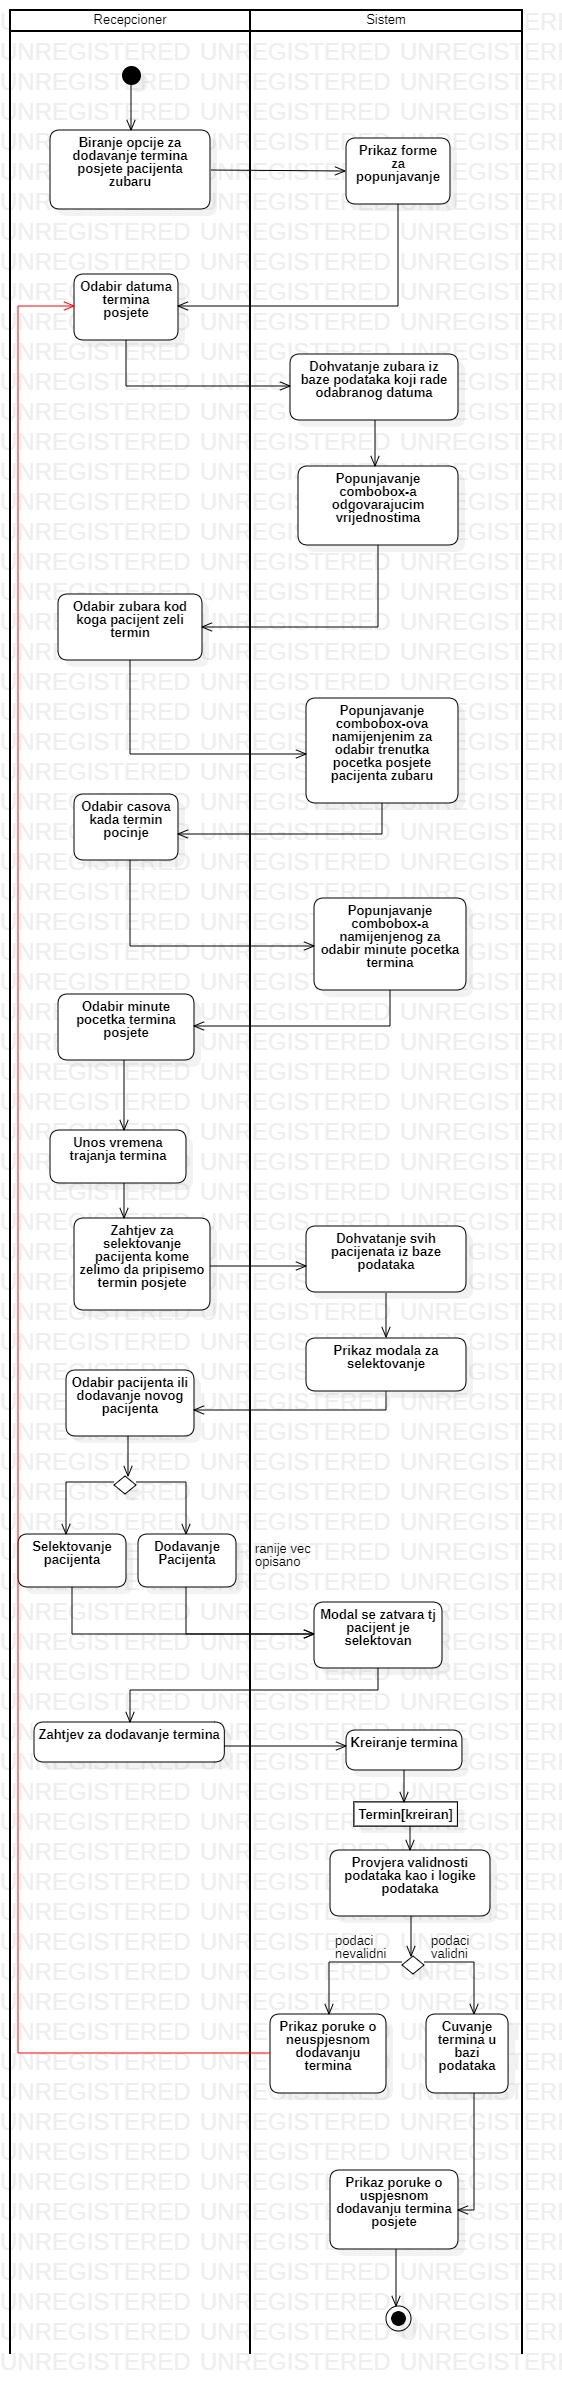 Recepcioner
Sistem
Biranje opcije za
dodavanje termina
posjete pacijenta
zubaru
Prikaz forme
za
popunjavanje
Odabir datuma
termina
posjete
Dohvatanje zubara iz
baze podataka koji rade
odabranog datuma
Popunjavanje
combobox-a
odgovarajucim
vrijednostima
Odabir zubara kod
koga pacijent zeli
termin
Popunjavanje
combobox-ova
namijenjenim za
odabir trenutka
pocetka posjete
pacijenta zubaru
Odabir casova
kada termin
pocinje
Popunjavanje
combobox-a
namijenjenog za
odabir minute pocetka
termina
Odabir minute
pocetka termina
posjete
Unos vremena
trajanja termina
Zahtjev za
selektovanje
pacijenta kome
zelimo da pripisemo
termin posjete
Dohvatanje svih
pacijenata iz baze
podataka
Prikaz modala za
selektovanje
Odabir pacijenta ili
dodavanje novog
pacijenta
Selektovanje
pacijenta
Dodavanje
Pacijenta
ranije vec
opisano
Modal se zatvara tj
pacijent je
selektovan
Zahtjev za dodavanje termina
Kreiranje termina
Termin[kreiran]
Provjera validnosti
podataka kao i logike
podataka
podaci
nevalidni
podaci
validni
Prikaz poruke o
neuspjesnom
dodavanju
termina
Cuvanje
termina u
bazi
podataka
Prikaz poruke o
uspjesnom
dodavanju termina
posjete
UNREGISTERED